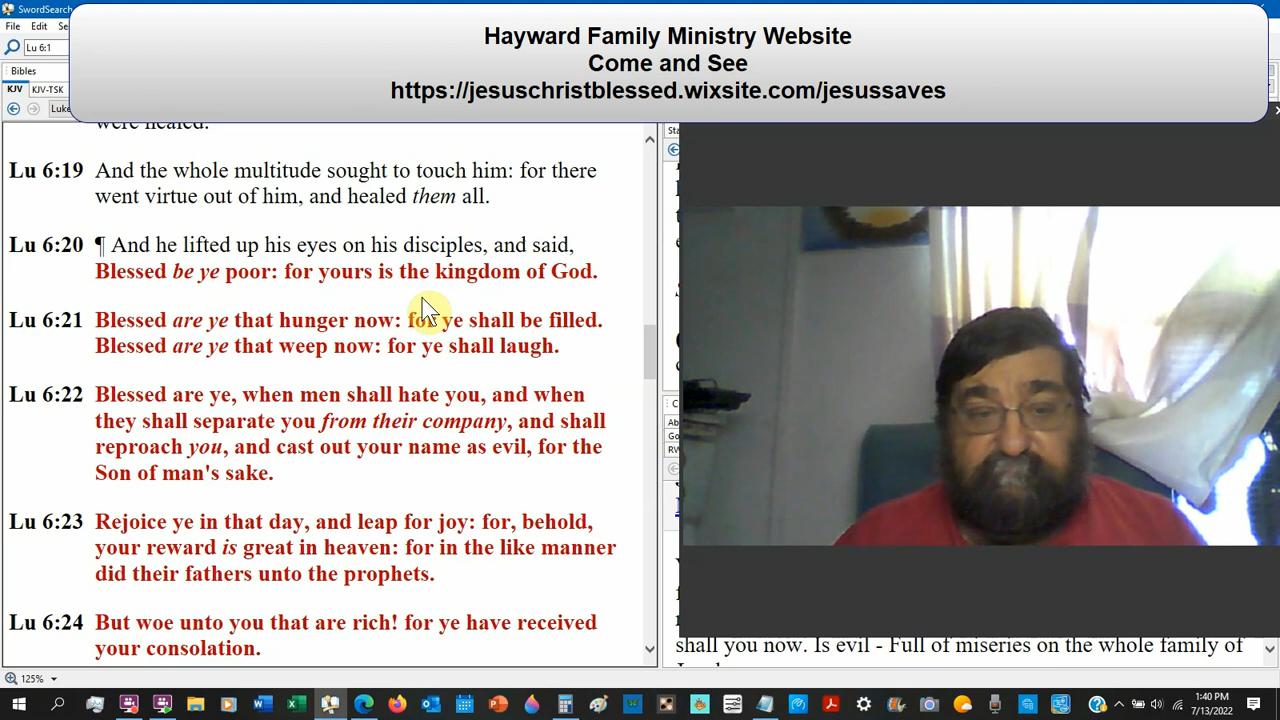 SwordSearch
Hayward Family Ministry Website
Come and See
https://jesuschristblessed.wixsite.com/jesussaves
File Edit
Lu 6:1
Bibles
KJV KJV-TSK
Luke
were healed.
Lu 6:19 And the whole multitude sought to touch him: for there
went virtue out of him, and healed them all.
Lu 6:20 ¶ And he lifted up his eyes on his disciples, and said,
Blessed be ye poor: for yours is the kingdom of God.
Lu 6:21 Blessed are ye that hunger now: for ye shall be filled.
Blessed are ye that weep now: for ye shall laugh.
Lu 6:22 Blessed are ye, when men shall hate you, and when
they shall separate you from their company, and shall
reproach you, and cast out your name as evil, for the
Son of man's sake.
Lu 6:23 Rejoice ye in that day, and leap for joy: for, behold,
your reward is great in heaven: for in the like manner
did their fathers unto the prophets.
Lu 6:24 But woe unto you that are rich! for ye have received
your consolation.
shall you now. Is evil - Full of miseries on the whole family of
125%
1:40 PM
7/13/2022